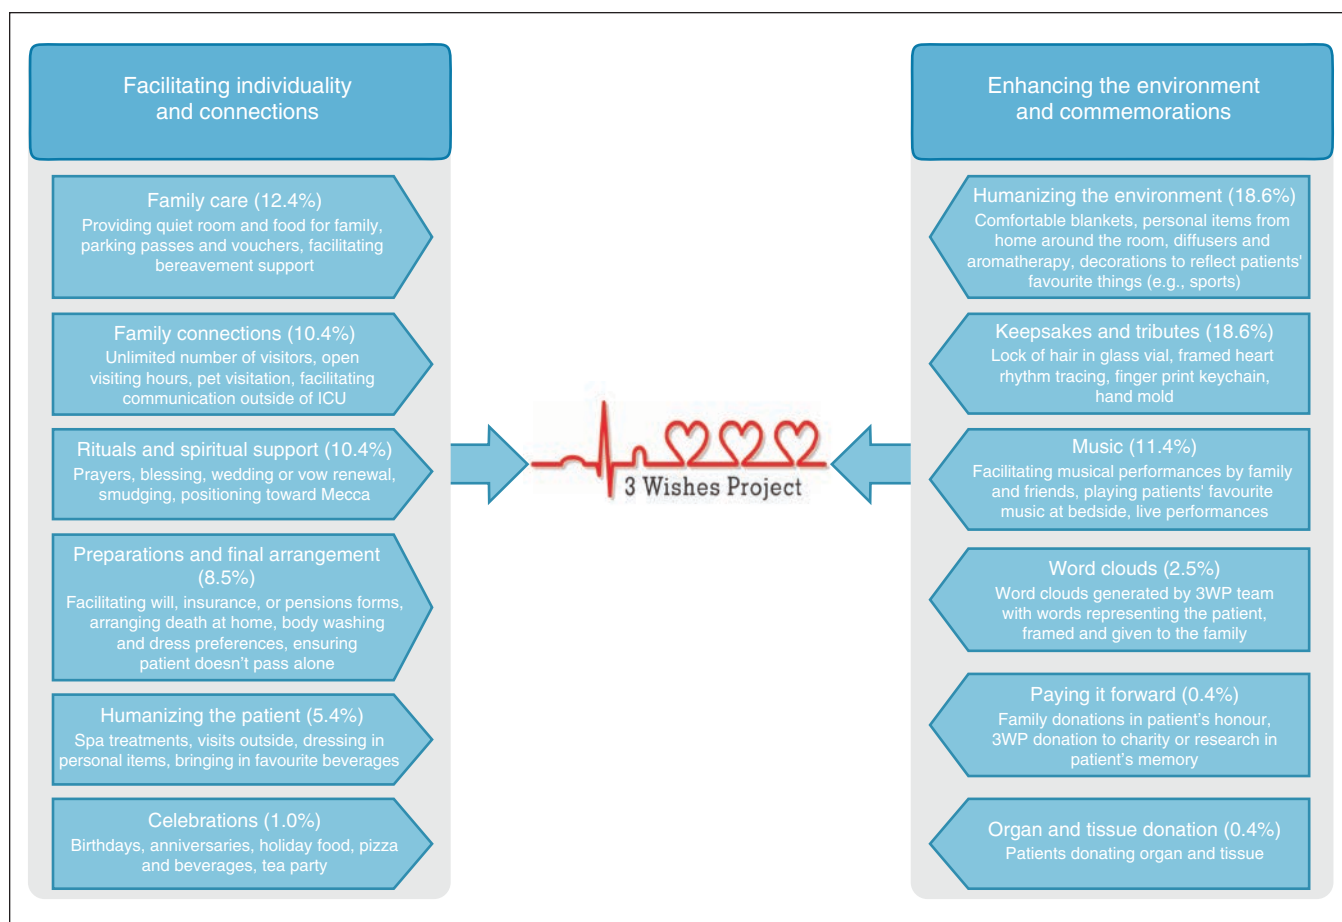 Facilitating individuality
and connections
Family care (12.4%)
Providing quiet room and food for family,
parking passes and vouchers, facilitating
bereavement support
Family connections (10.4%)
Unlimited number of visitors, open
visiting hours, pet visitation, facilitating
communication outside of ICU
Rituals and spiritual support (10.4%)
Prayers, blessing, wedding or vow renewal,
smudging, positioning toward Mecca
Preparations and final arrangement
(8.5%)
Facilitating will, insurance, or pensions forms,
arranging death at home, body washing
and dress preferences, ensuring
patient doesn't pass alone
Humanizing the patient (5.4%)
Spa treatments, visits outside, dressing in
personal items, bringing in favourite beverages
Celebrations (1.0%)
Birthdays, anniversaries, holiday food, pizza
and beverages, tea party
3 Wishes Project
Enhancing the environment
and commemorations
Humanizing the environment (18.6%)
Comfortable blankets, personal items from
home around the room, diffusers and
aromatherapy, decorations to reflect patients'
favourite things (e.g., sports)
Keepsakes and tributes (18.6%)
Lock of hair in glass vial, framed heart
rhythm tracing, finger print keychain,
hand mold
Music (11.4%)
Facilitating musical performances by family
and friends, playing patients' favourite
music at bedside, live performances
Word clouds (2.5%)
Word clouds generated by 3WP team
with words representing the patient,
framed and given to the family
Paying it forward (0.4%)
Family donations in patient's honour,
3WP donation to charity or research in
patient's memory
Organ and tissue donation (0.4%)
Patients donating organ and tissue